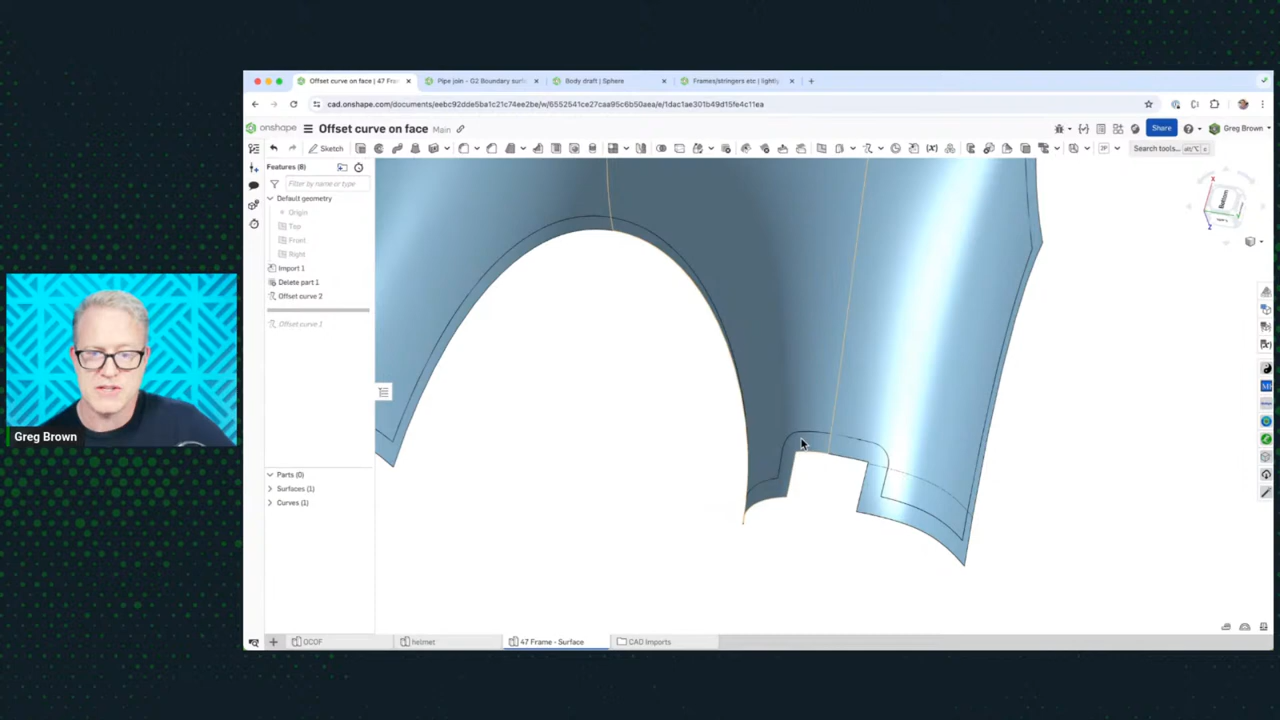 Offset curve on face | 47 Fra
Pipe join - G2 Boundary surf
Body draft | Sphere
Frames/stringers etc | lightly
cad.onshape.com/documents/eebc92dde5ba1c21c74ee2be/w/6552541ce27caa95c6b50aea/e/1dac1ae301b49d15fe4c11ea
onshape
Offset curve on face
Main
Share
Greg Brown
Sketch
Search tools...
Features (8)
Filter by name or type
Default geometry
Origin
Top
Front
Right
Import 1
Delete part 1
Offset curve 2
Offset curve 1
Bottom
X
Z
Greg Brown
Parts (0)
Surfaces (1)
Curves (1)
OCOF
helmet
47 Frame - Surface
CAD Imports